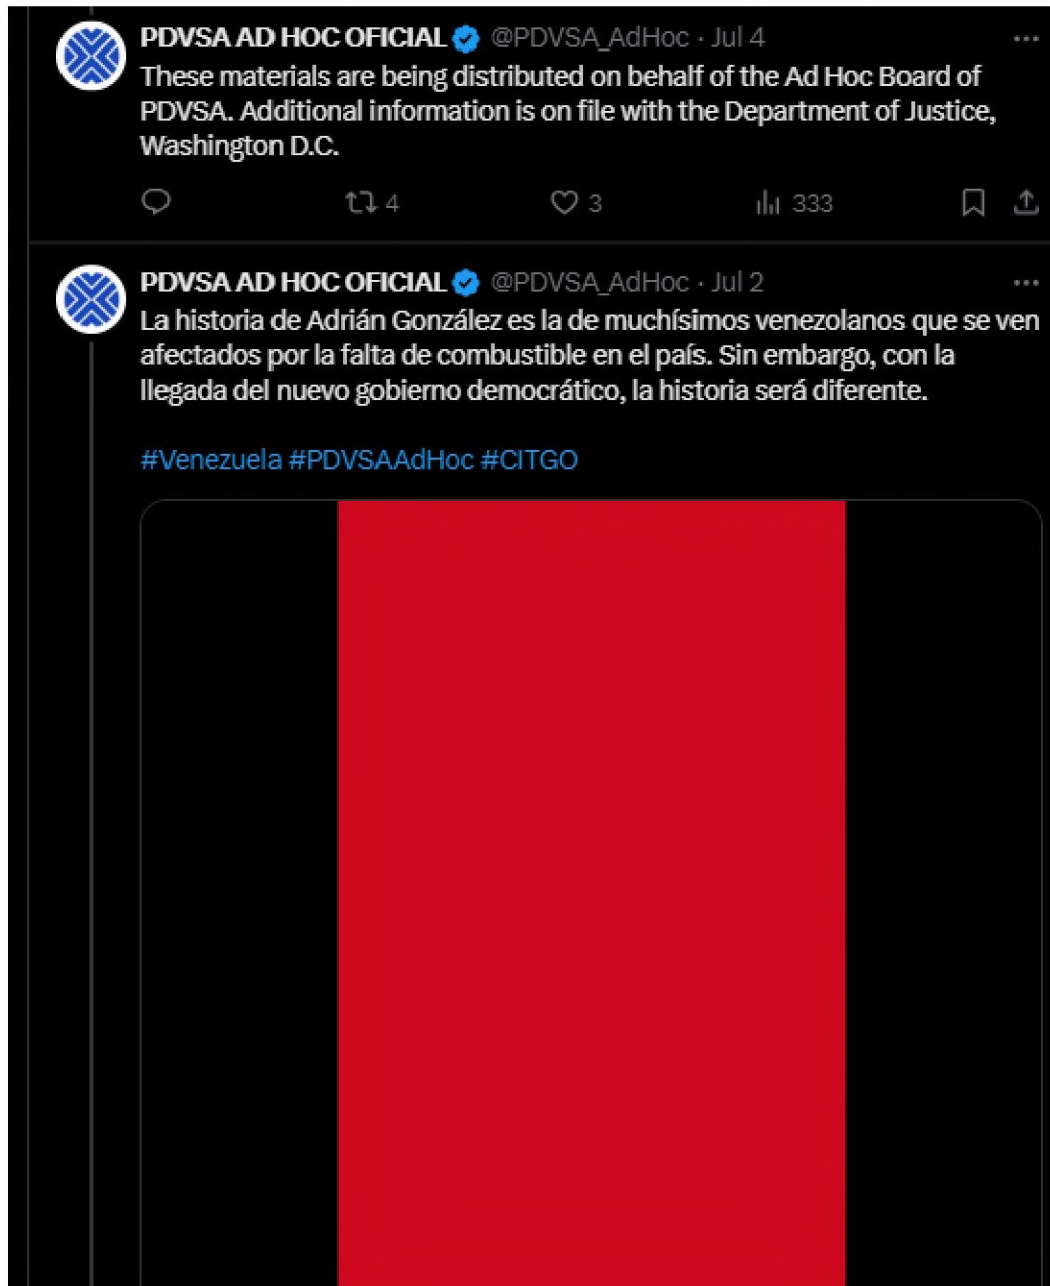 PDVSA AD HOC OFICIAL @PDVSA_AdHoc · Jul 4
These materials are being distributed on behalf of the Ad Hoc Board of
PDVSA. Additional information is on file with the Department of Justice,
Washington D.C.
4 3 333
PDVSA AD HOC OFICIAL @PDVSA_AdHoc · Jul 2
La historia de Adrián González es la de muchísimos venezolanos que se ven
afectados por la falta de combustible en el país. Sin embargo, con la
llegada del nuevo gobierno democrático, la historia será diferente.
#Venezuela #PDVSAAdHoc #CITGO